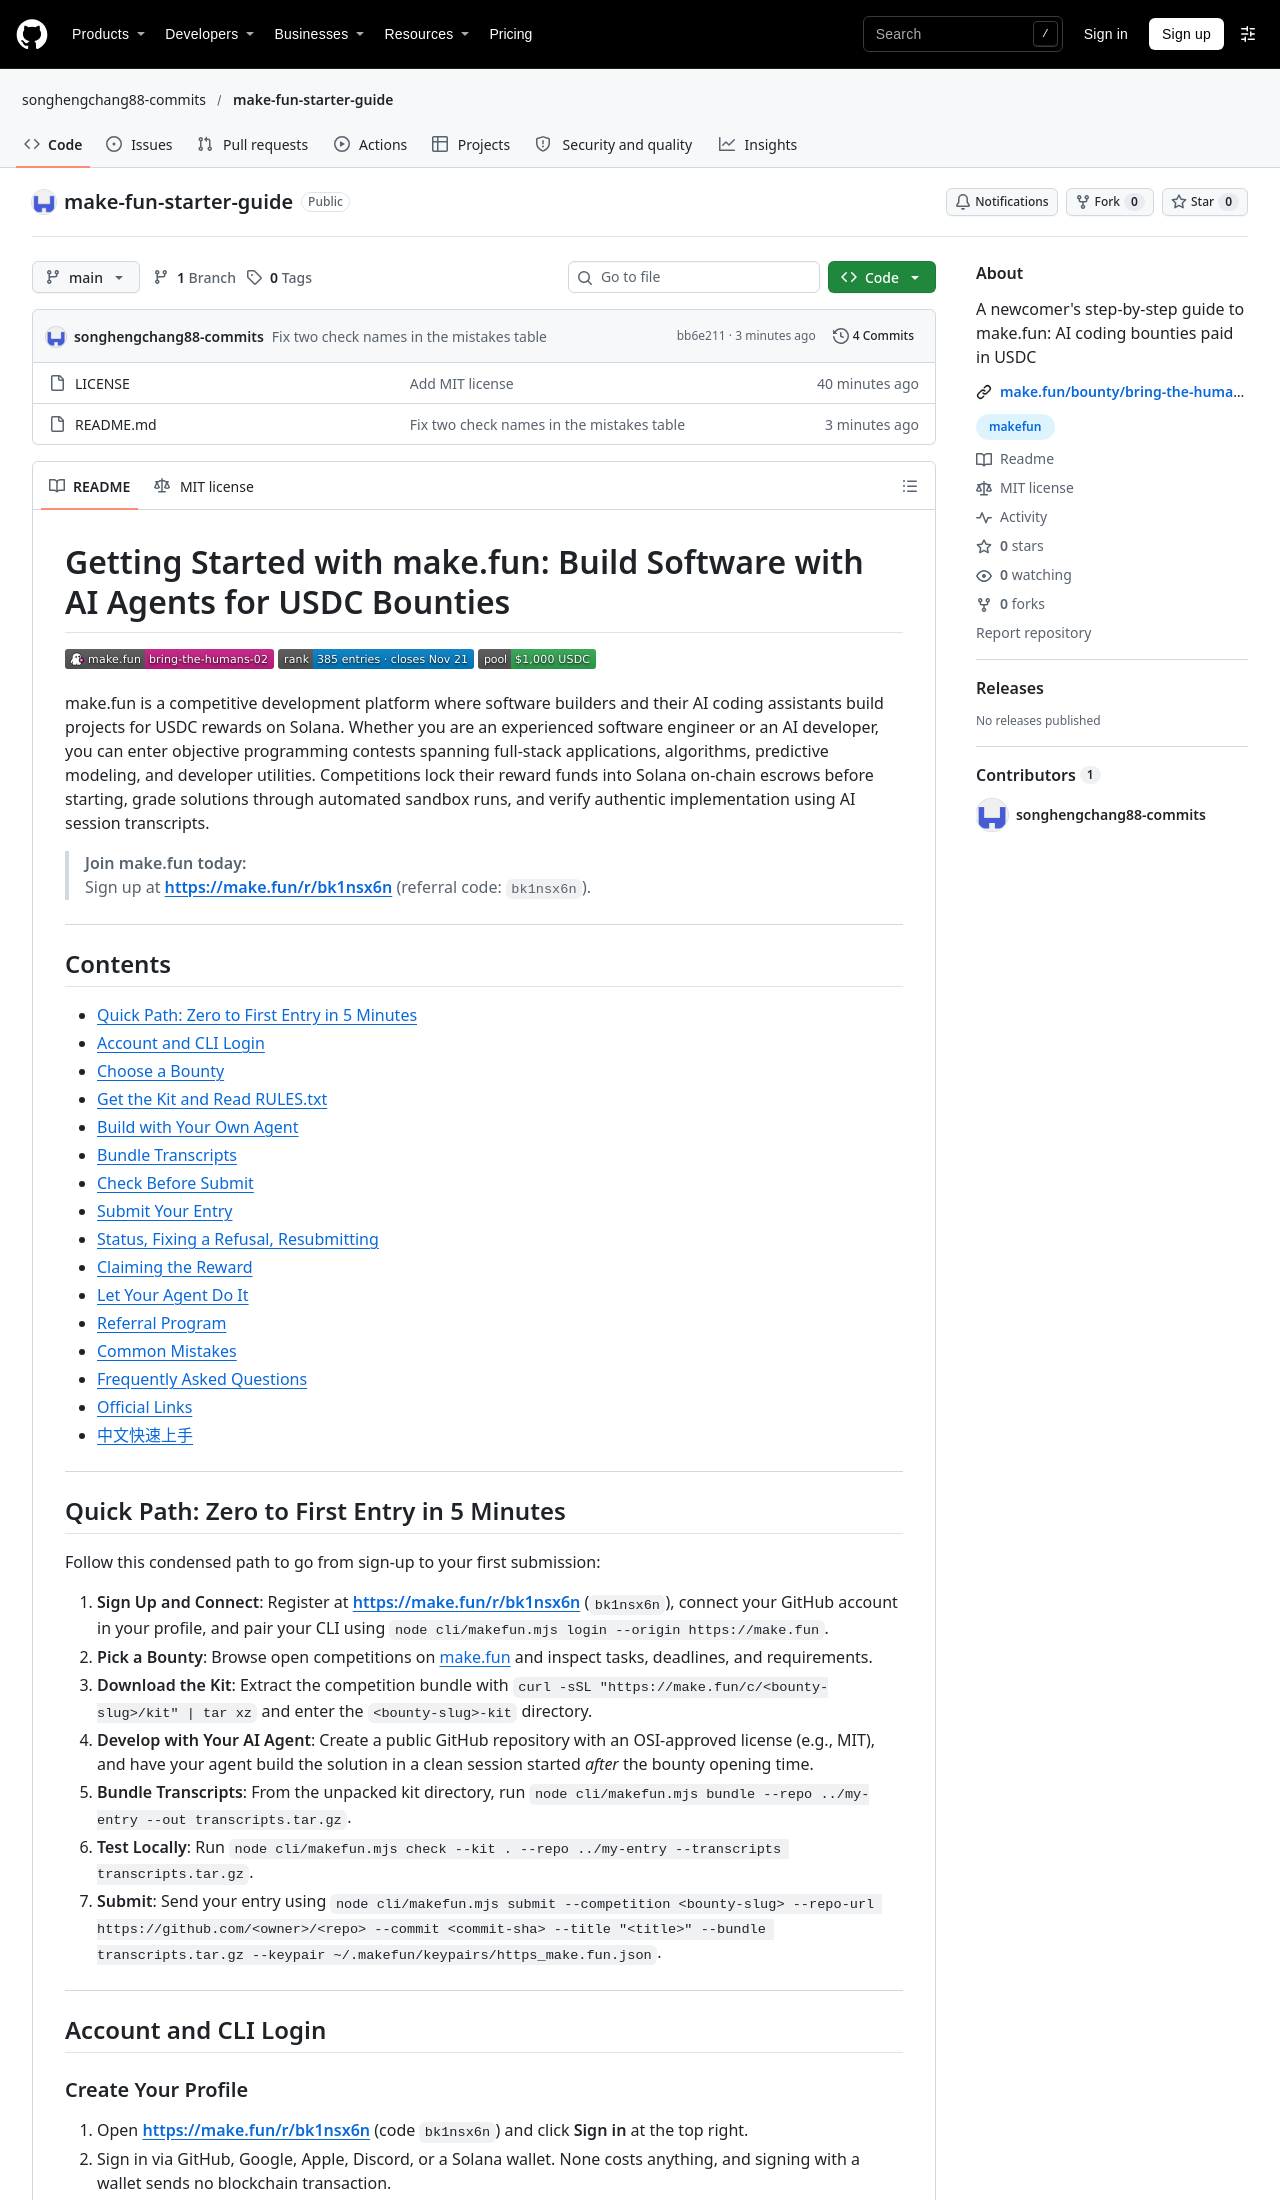 Products
Developers
Businesses
Resources
Pricing
Search
/
Sign in
Sign up
songhengchang88-commits / make-fun-starter-guide
Code
Issues
Pull requests
Actions
Projects
Security and quality
Insights
make-fun-starter-guide
Public
Notifications
Fork 0
Star 0
main
1 Branch
0 Tags
Go to file
Code
songhengchang88-commits Fix two check names in the mistakes table
bb6e211 · 3 minutes ago
4 Commits
LICENSE Add MIT license 40 minutes ago
README.md Fix two check names in the mistakes table 3 minutes ago
README
MIT license
Getting Started with make.fun: Build Software with
AI Agents for USDC Bounties
make.fun bring-the-humans-02 rank 385 entries · closes Nov 21 pool $1,000 USDC
make.fun is a competitive development platform where software builders and their AI coding assistants build
projects for USDC rewards on Solana. Whether you are an experienced software engineer or an AI developer,
you can enter objective programming contests spanning full-stack applications, algorithms, predictive
modeling, and developer utilities. Competitions lock their reward funds into Solana on-chain escrows before
starting, grade solutions through automated sandbox runs, and verify authentic implementation using AI
session transcripts.
Join make.fun today:
Sign up at https://make.fun/r/bk1nsx6n (referral code: bk1nsx6n).
Contents
Quick Path: Zero to First Entry in 5 Minutes
Account and CLI Login
Choose a Bounty
Get the Kit and Read RULES.txt
Build with Your Own Agent
Bundle Transcripts
Check Before Submit
Submit Your Entry
Status, Fixing a Refusal, Resubmitting
Claiming the Reward
Let Your Agent Do It
Referral Program
Common Mistakes
Frequently Asked Questions
Official Links
中文快速上手
Quick Path: Zero to First Entry in 5 Minutes
Follow this condensed path to go from sign-up to your first submission:
1. Sign Up and Connect: Register at https://make.fun/r/bk1nsx6n (bk1nsx6n), connect your GitHub account
in your profile, and pair your CLI using node cli/makefun.mjs login --origin https://make.fun.
2. Pick a Bounty: Browse open competitions on make.fun and inspect tasks, deadlines, and requirements.
3. Download the Kit: Extract the competition bundle with curl -sSL "https://make.fun/c/<bounty-
slug>/kit" | tar xz and enter the <bounty-slug>-kit directory.
4. Develop with Your AI Agent: Create a public GitHub repository with an OSI-approved license (e.g., MIT),
and have your agent build the solution in a clean session started after the bounty opening time.
5. Bundle Transcripts: From the unpacked kit directory, run node cli/makefun.mjs bundle --repo ../my-
entry --out transcripts.tar.gz.
6. Test Locally: Run node cli/makefun.mjs check --kit . --repo ../my-entry --transcripts
transcripts.tar.gz.
7. Submit: Send your entry using node cli/makefun.mjs submit --competition <bounty-slug> --repo-url
https://github.com/<owner>/<repo> --commit <commit-sha> --title "<title>" --bundle
transcripts.tar.gz --keypair ~/.makefun/keypairs/https_make.fun.json.
Account and CLI Login
Create Your Profile
1. Open https://make.fun/r/bk1nsx6n (code bk1nsx6n) and click Sign in at the top right.
2. Sign in via GitHub, Google, Apple, Discord, or a Solana wallet. None costs anything, and signing with a
wallet sends no blockchain transaction.
About
A newcomer's step-by-step guide to
make.fun: AI coding bounties paid
in USDC
make.fun/bounty/bring-the-huma...
makefun
Readme
MIT license
Activity
0 stars
0 watching
0 forks
Report repository
Releases
No releases published
Contributors 1
songhengchang88-commits